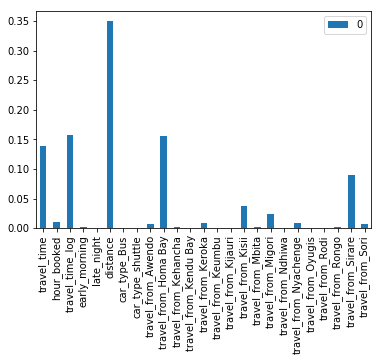 0.35
0.30
0.25
0.20
0.15
0.10
0.05
0.00
0
travel_time
hour_booked
travel_time_log
early_morning
late_night
distance
car_type_Bus
car_type_shuttle
travel_from_Awendo
travel_from_Homa Bay
travel_from_Kehancha
travel_from_Kendu Bay
travel_from_Keroka
travel_from_Keumbu
travel_from_Kijauri
travel_from_Kisii
travel_from_Mbita
travel_from_Migori
travel_from_Ndhiwa
travel_from_Nyachenge
travel_from_Oyugis
travel_from_Rodi
travel_from_Rongo
travel_from_Sirare
travel_from_Sori